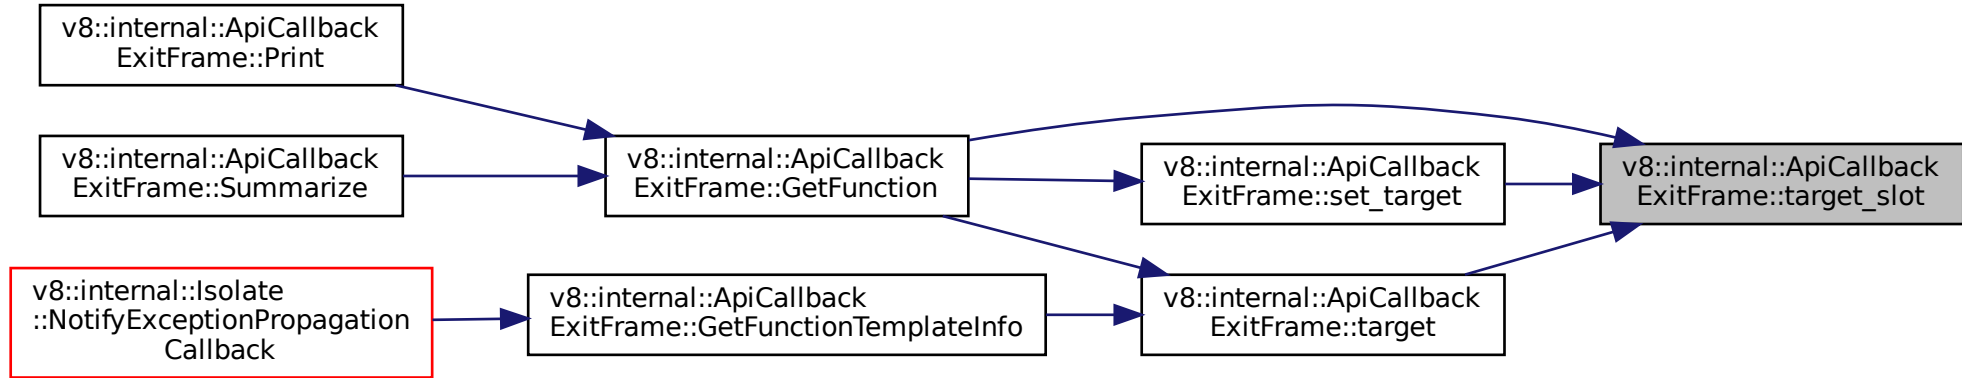 v8::internal::ApiCallback
ExitFrame::Print
v8::internal::ApiCallback
ExitFrame::Summarize
v8::internal::Isolate
::NotifyExceptionPropagation
Callback
v8::internal::ApiCallback
ExitFrame::GetFunction
v8::internal::ApiCallback
ExitFrame::GetFunctionTemplateInfo
v8::internal::ApiCallback
ExitFrame::set_target
v8::internal::ApiCallback
ExitFrame::target
v8::internal::ApiCallback
ExitFrame::target_slot